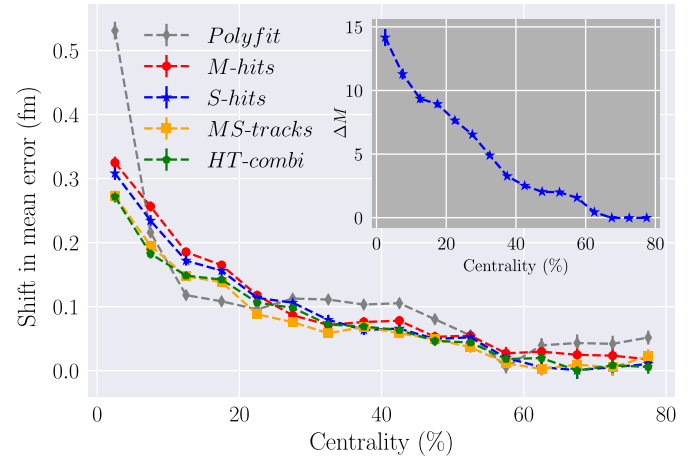 Shift in mean error (fm)
0.5
0.4
0.3
0.2
0.1
0.0
0
20
40
60
80
Centrality (%)
Polyfit
M-hits
S-hits
MS-tracks
HT-combi
ΔM
15
10
5
0
0
20
40
60
80
Centrality (%)